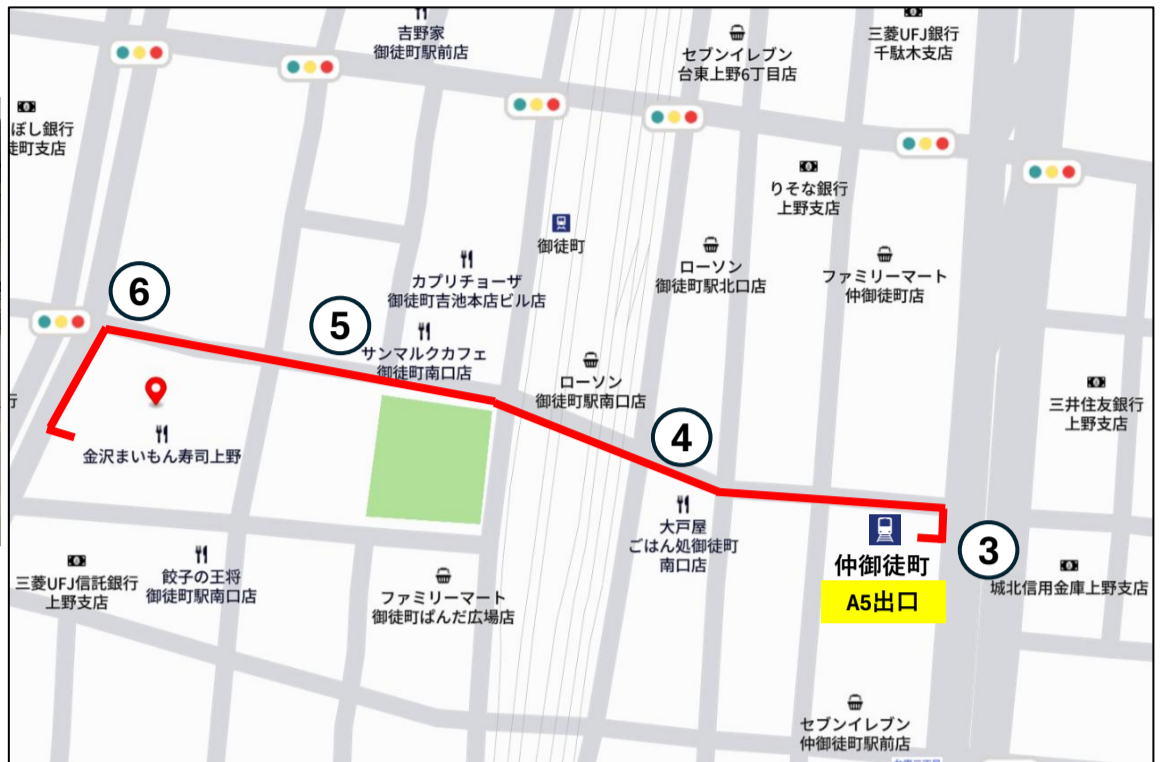 吉野家
御徒町駅前店
セブンイレブン
台東上野6丁目店
三菱UFJ銀行
千駄木支店
ぼし銀行
徒町支店
りそな銀行
上野支店
御徒町
カプリチョーザ
御徒町吉池本店ビル店
ローソン
御徒町駅北口店
ファミリーマート
仲御徒町店
⑥
⑤
サンマルクカフェ
御徒町南口店
ローソン
御徒町駅南口店
三井住友銀行
上野支店
行
金沢まいもん寿司上野
④
大戸屋
ごはん処御徒町
南口店
③
仲御徒町
A5出口
城北信用金庫上野支店
三菱UFJ信託銀行
上野支店
餃子の王将
御徒町駅南口店
ファミリーマート
御徒町ぱんだ広場店
セブンイレブン
仲御徒町駅前店